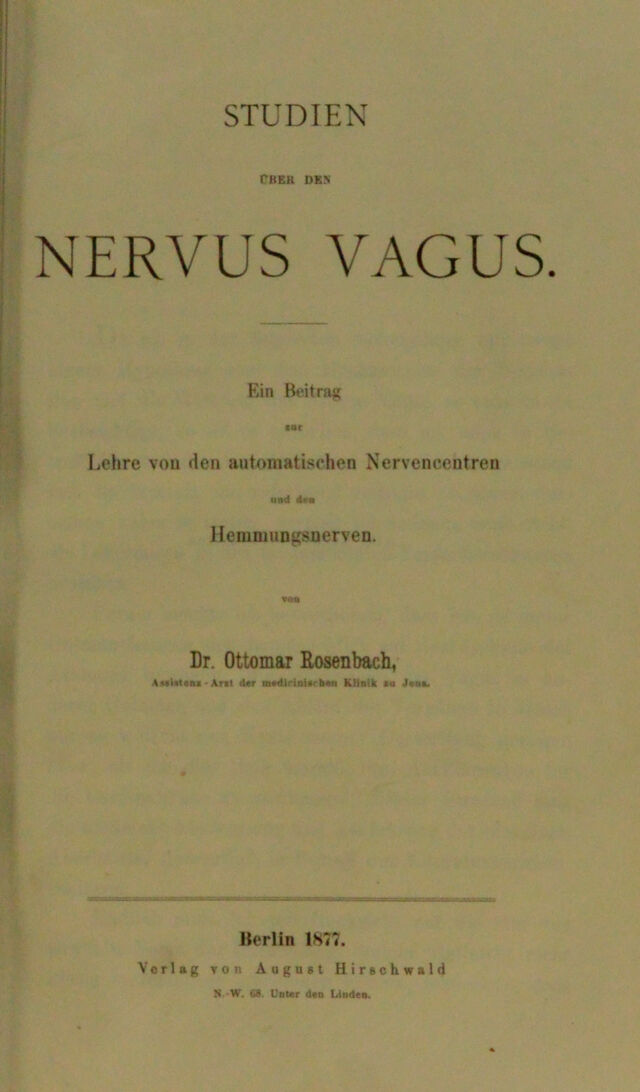 STUDIEN
ÜBER DEN
NERVUS VAGUS.
Ein Beitrag
zur
Lehre von den automatischen Nervencentren
und den
Hemmungsnerven.
von
Dr. Ottomar Rosenbach,
Assistenz-Arzt der medicinischen Klinik zu Jena.
Berlin 1877.
Verlag von August Hirschwald
N.-W. 68. Unter den Linden.